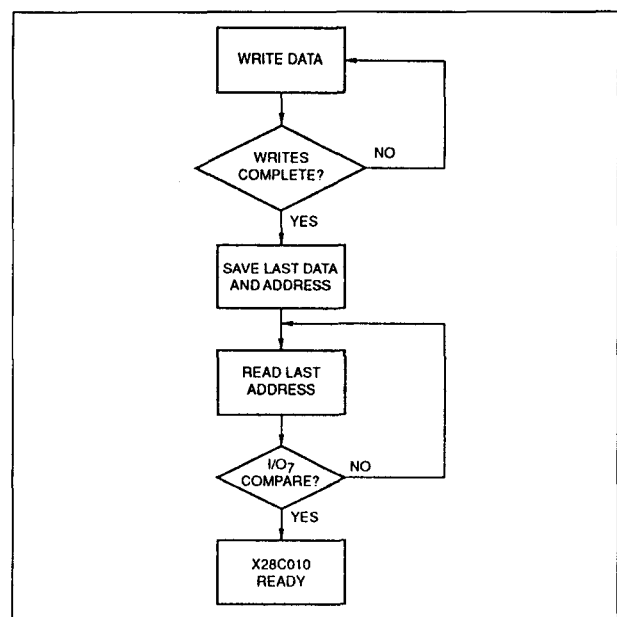 WRITE DATA
WRITES
COMPLETE?
NO
YES
SAVE LAST DATA
AND ADDRESS
READ LAST
ADDRESS
I/O7
COMPARE?
NO
YES
X28C010
READY